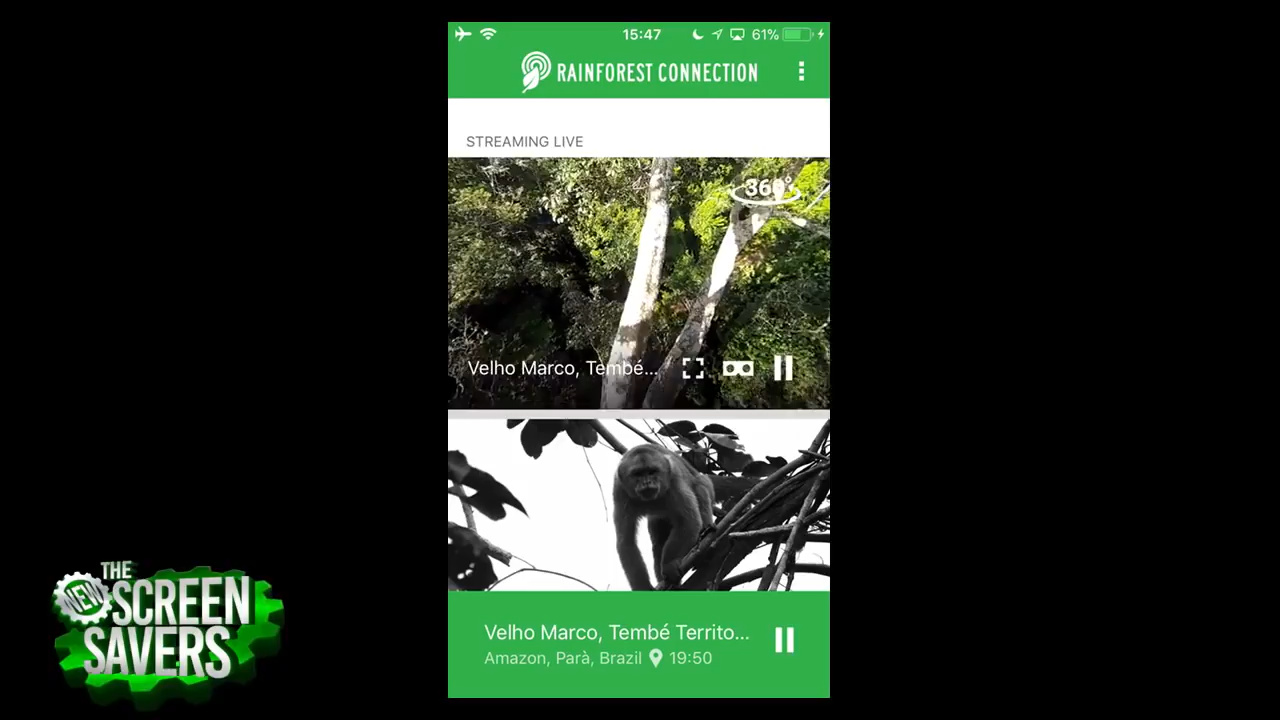 15:47
61%
RAINFOREST CONNECTION
STREAMING LIVE
360°
Velho Marco, Tembé...
Velho Marco, Tembé Territo...
Amazon, Parà, Brazil 19:50
THE
NEW SCREEN
SAVERS